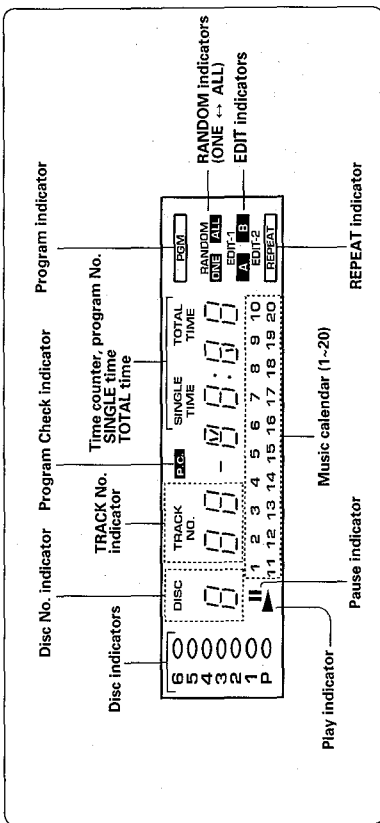 Disc No. indicator
Program Check indicator
Program indicator
TRACK No.
indicator
Time counter, program No.
SINGLE time
TOTAL time
Disc indicators
RANDOM indicators
(ONE ↔ ALL)
EDIT indicators
6
5
4
3
2
1
P
DISC
TRACK
NO.
P.C.
SINGLE
TIME
TOTAL
TIME
PGM
RANDOM
ONE ALL
EDIT-1
A B
EDIT-2
REPEAT
8 88 - 88:88
1 2 3 4 5 6 7 8 9 10
11 12 13 14 15 16 17 18 19 20
Play indicator
Pause indicator
Music calendar (1~20)
REPEAT indicator